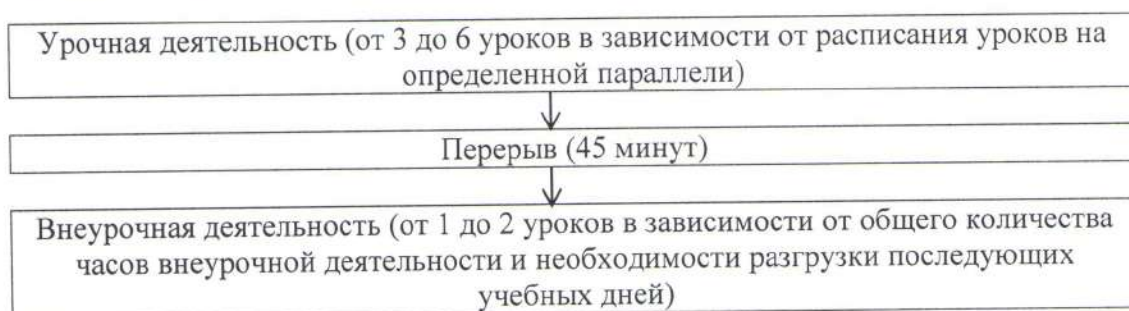 Урочная деятельность (от 3 до 6 уроков в зависимости от расписания уроков на
определенной параллели)
Перерыв (45 минут)
Внеурочная деятельность (от 1 до 2 уроков в зависимости от общего количества
часов внеурочной деятельности и необходимости разгрузки последующих
учебных дней)